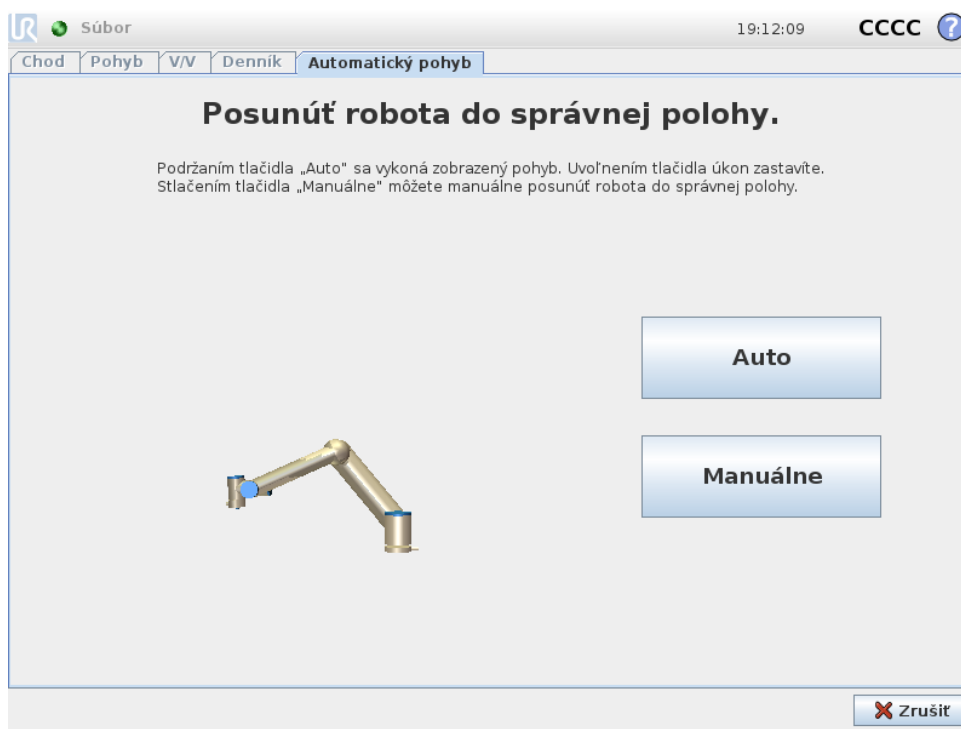 UR Súbor 19:12:09 CCCC ?
Chod Pohyb V/V Denník Automatický pohyb
Posunúť robota do správnej polohy.
Podržaním tlačidla „Auto" sa vykoná zobrazený pohyb. Uvoľnením tlačidla úkon zastavíte.
Stlačením tlačidla „Manuálne" môžete manuálne posunúť robota do správnej polohy.
Auto
Manuálne
Zrušiť